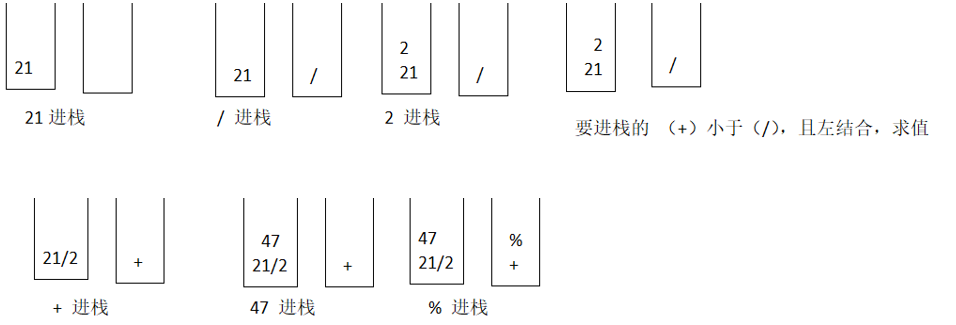 21
21 进栈
21 /
/ 进栈
2
21 /
2 进栈
2
21 /
要进栈的 （+）小于（/），且左结合，求值
21/2 +
+ 进栈
47
21/2 +
47 进栈
47 %
21/2 +
% 进栈